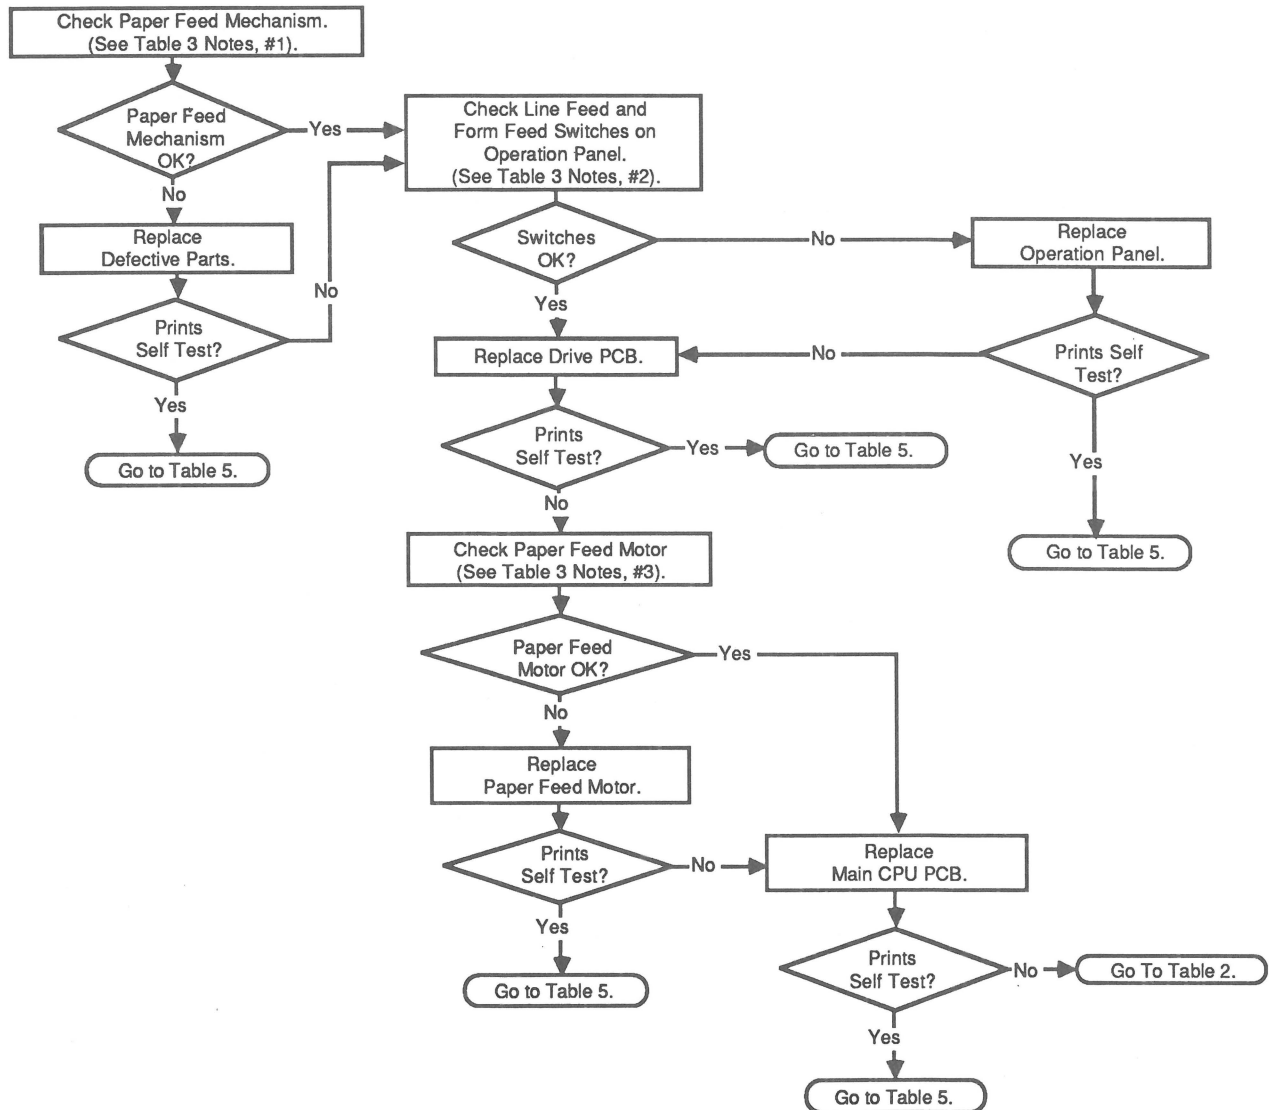 Check Paper Feed Mechanism.
(See Table 3 Notes, #1).
Paper Feed
Mechanism
OK?
Yes
No
Replace
Defective Parts.
Prints
Self Test?
No
Yes
Go to Table 5.
Check Line Feed and
Form Feed Switches on
Operation Panel.
(See Table 3 Notes, #2).
Switches
OK?
No
Replace
Operation Panel.
Yes
Replace Drive PCB.
No
Prints Self
Test?
Yes
Go to Table 5.
Prints
Self Test?
Yes
Go to Table 5.
No
Check Paper Feed Motor
(See Table 3 Notes, #3).
Paper Feed
Motor OK?
Yes
No
Replace
Paper Feed Motor.
Prints
Self Test?
No
Replace
Main CPU PCB.
Yes
Go to Table 5.
Prints
Self Test?
No
Go To Table 2.
Yes
Go to Table 5.